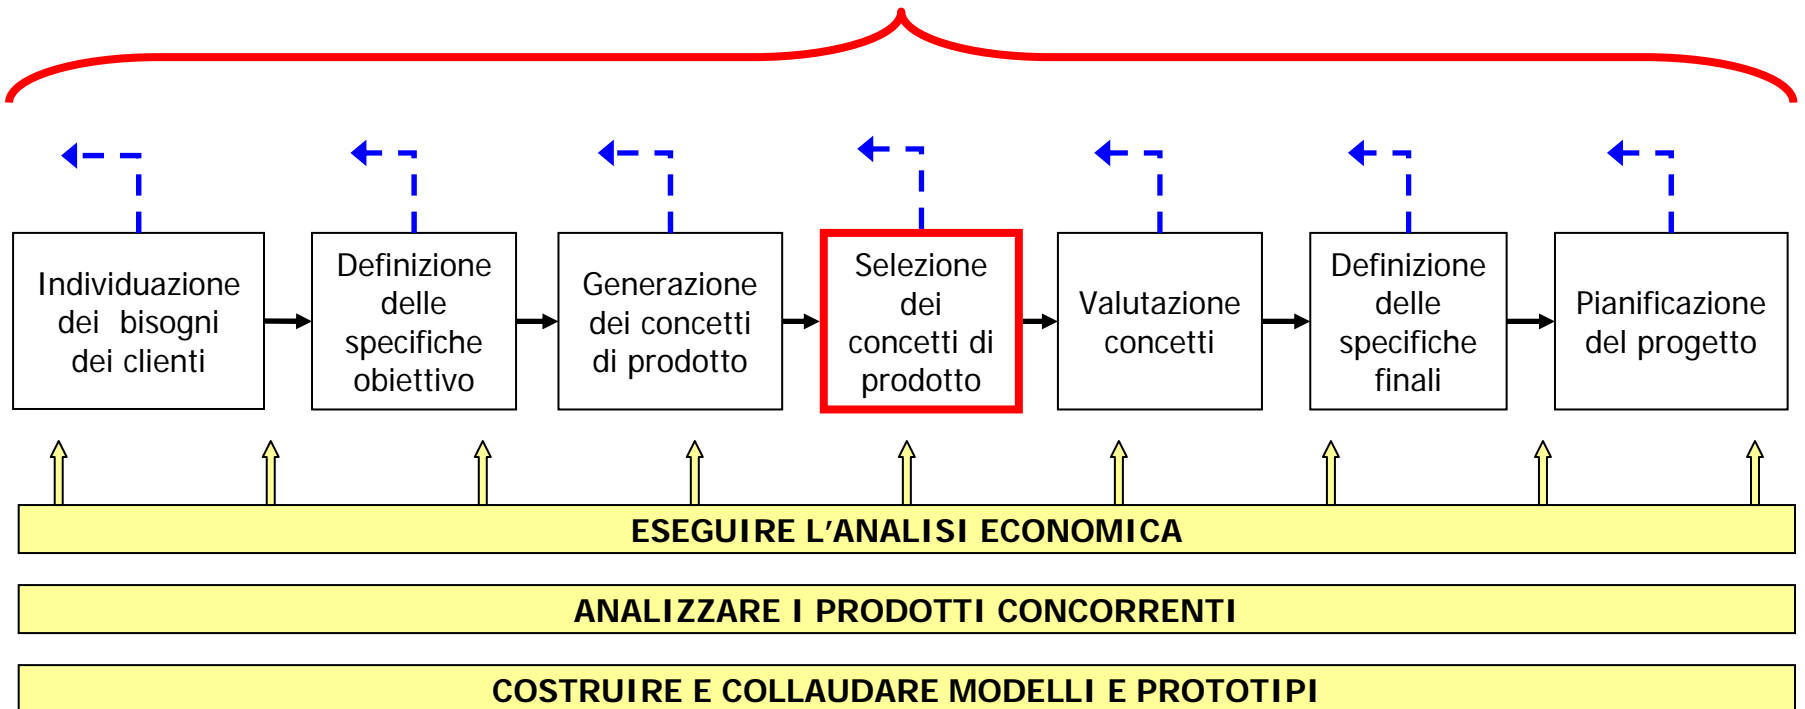 Individuazione
dei bisogni
dei clienti
Definizione
delle
specifiche
obiettivo
Generazione
dei concetti
di prodotto
Selezione
dei
concetti di
prodotto
Valutazione
concetti
Definizione
delle
specifiche
finali
Pianificazione
del progetto
ESEGUIRE L'ANALISI ECONOMICA
ANALIZZARE I PRODOTTI CONCORRENTI
COSTRUIRE E COLLAUDARE MODELLI E PROTOTIPI